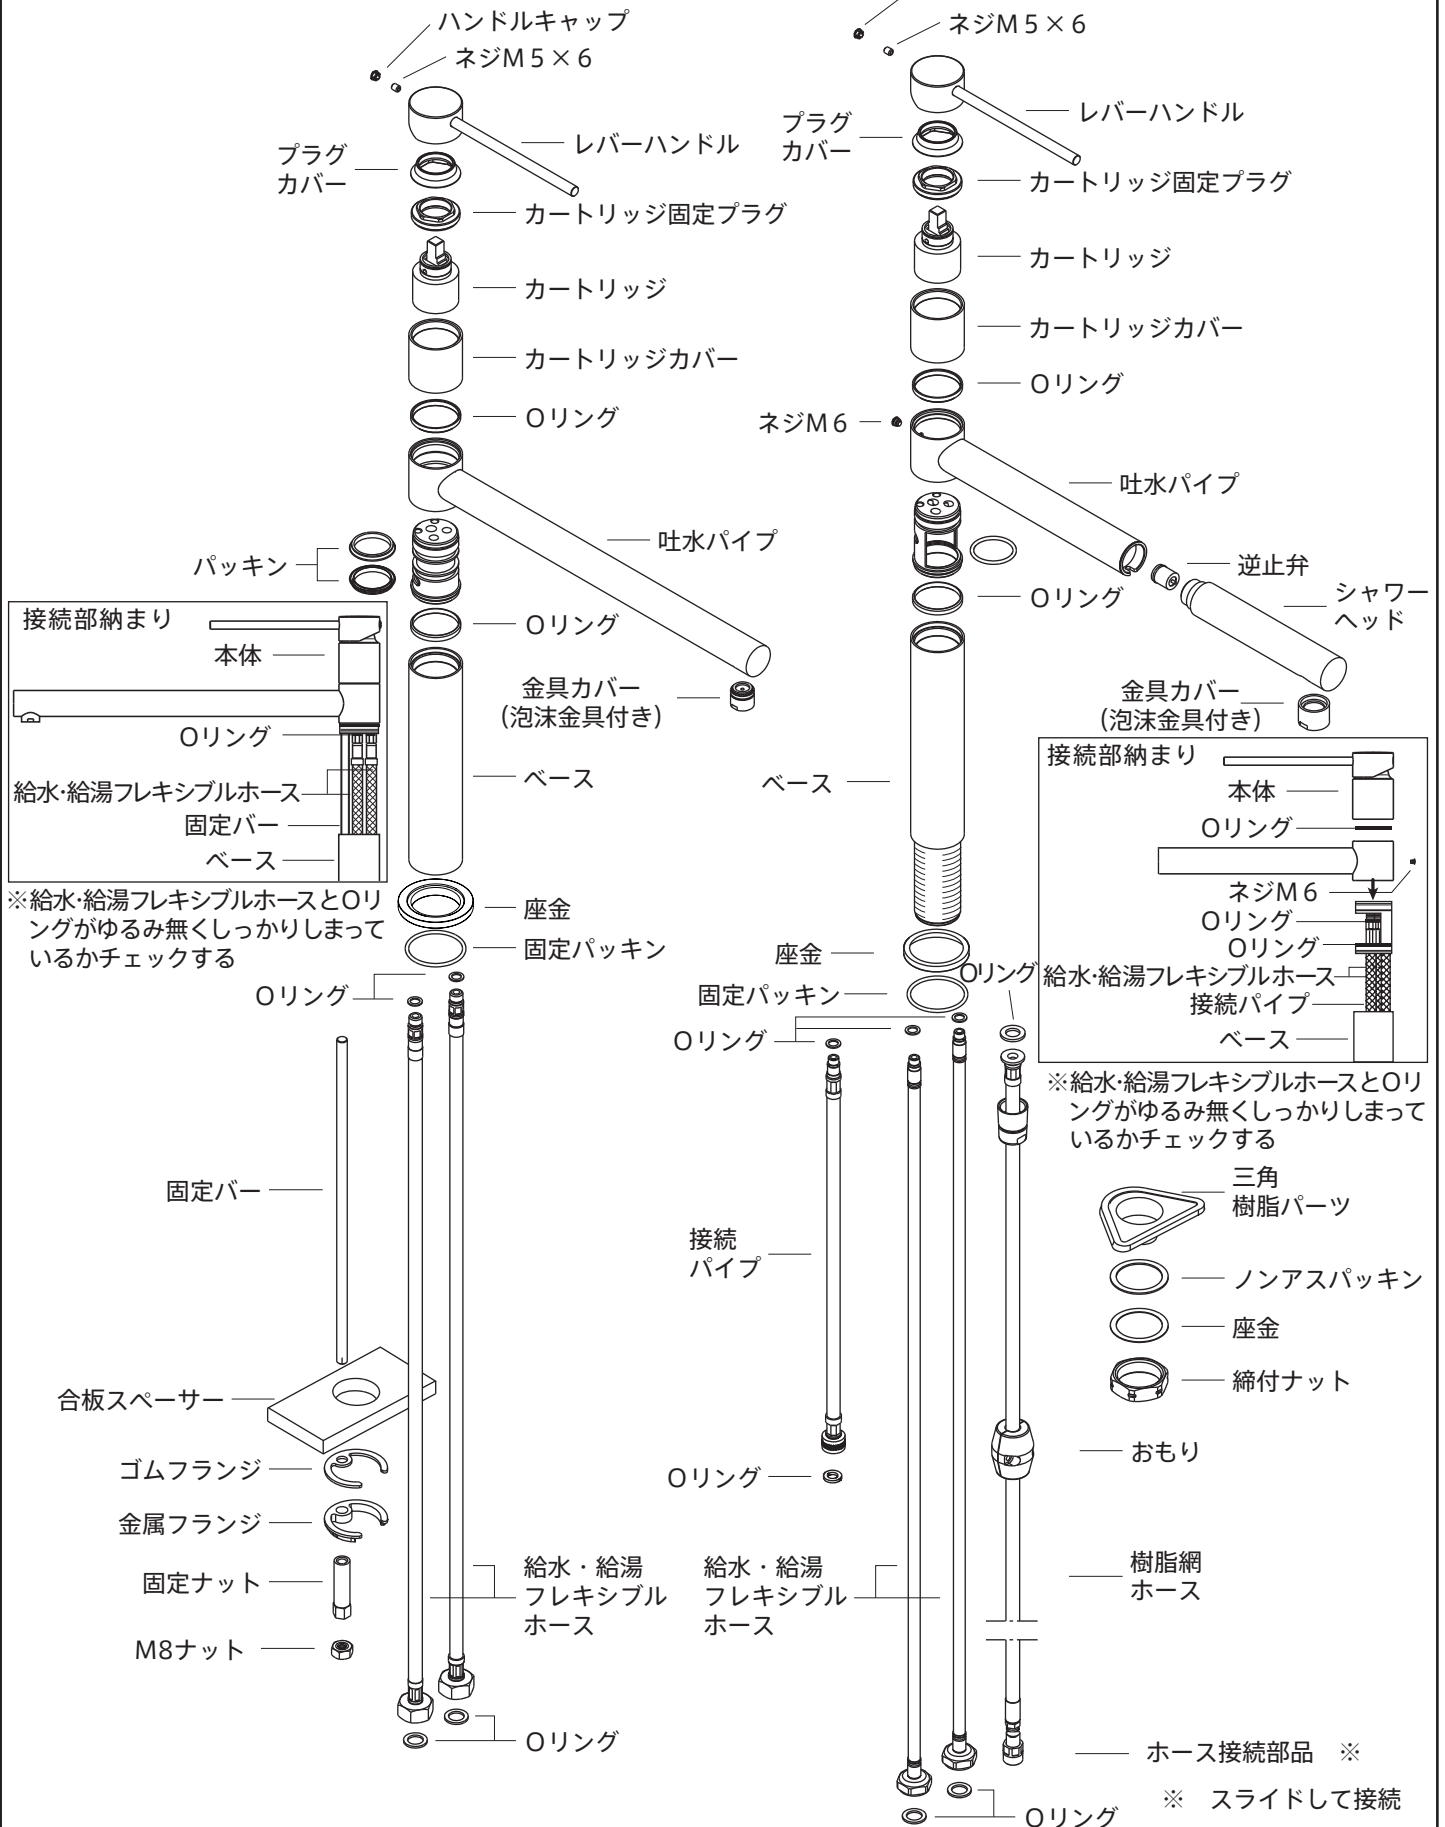 ハンドルキャップ
ネジM5×6
レバーハンドル
プラグ
カバー
カートリッジ固定プラグ
カートリッジ
カートリッジカバー
Oリング
吐水パイプ
パッキン
Oリング
金具カバー
(泡沫金具付き)
ベース
接続部納まり
本体
Oリング
給水・給湯フレキシブルホース
固定バー
ベース
※給水・給湯フレキシブルホースとOリ
ングがゆるみ無くしっかりしまって
いるかチェックする
座金
固定パッキン
Oリング
固定バー
合板スペーサー
ゴムフランジ
金属フランジ
固定ナット
M8ナット
給水・給湯
フレキシブル
ホース
Oリング
ネジM5×6
レバーハンドル
プラグ
カバー
カートリッジ固定プラグ
カートリッジ
カートリッジカバー
Oリング
ネジM6
吐水パイプ
逆止弁
シャワー
ヘッド
Oリング
金具カバー
(泡沫金具付き)
ベース
接続部納まり
本体
Oリング
ネジM6
Oリング
Oリング
給水・給湯フレキシブルホース
接続パイプ
ベース
※給水・給湯フレキシブルホースとOリ
ングがゆるみ無くしっかりしまって
いるかチェックする
座金
固定パッキン
Oリング
Oリング
接続
パイプ
三角
樹脂パーツ
ノンアスパッキン
座金
締付ナット
おもり
Oリング
給水・給湯
フレキシブル
ホース
樹脂網
ホース
ホース接続部品　※
※　スライドして接続
Oリング